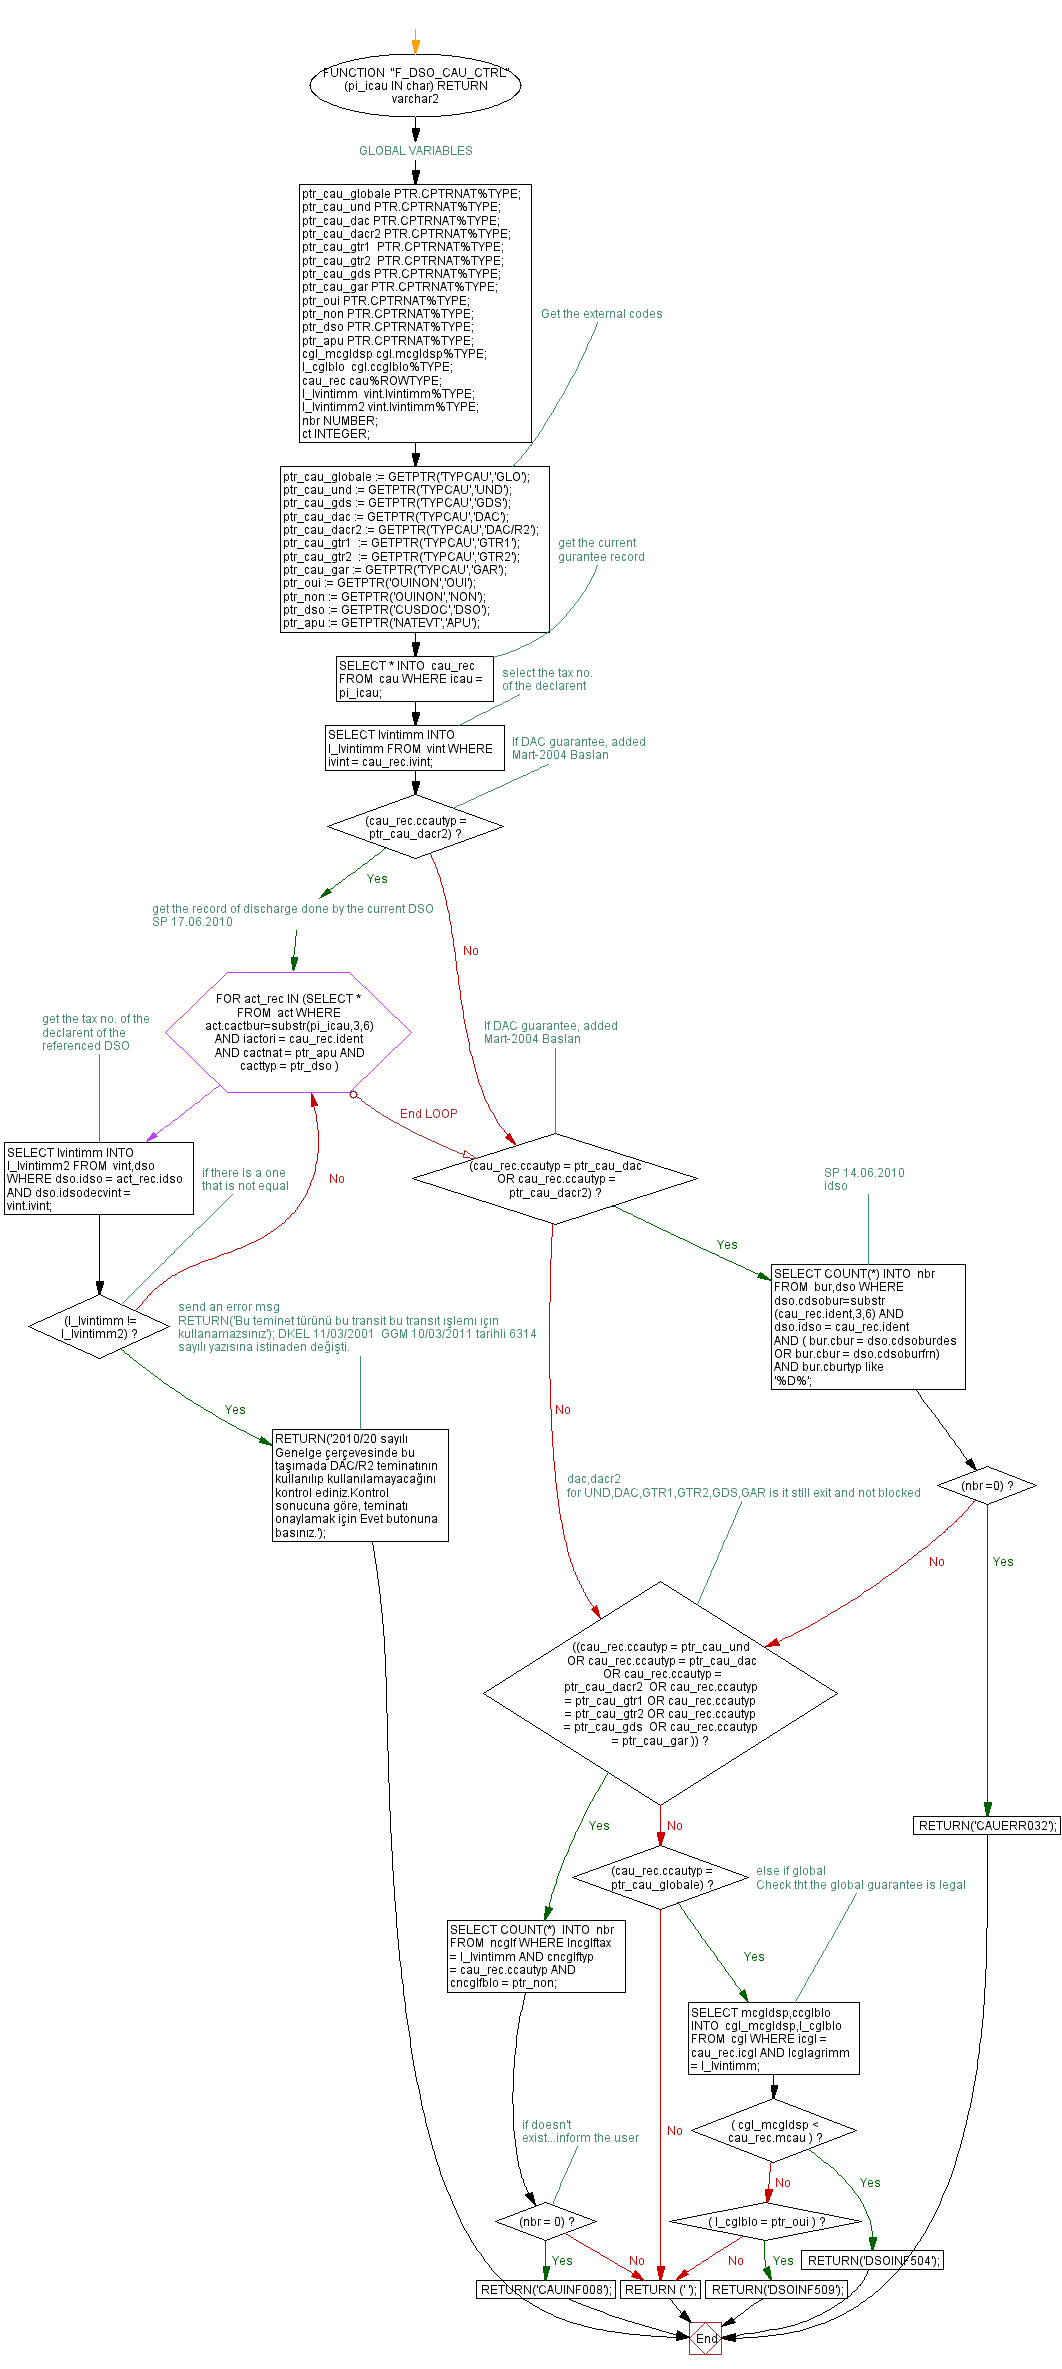 FUNCTION "F_DSO_CAU_CTRL"
(pi_icau IN char) RETURN
varchar2
GLOBAL VARIABLES
ptr_cau_globale PTR.CPTRNAT%TYPE;
ptr_cau_und PTR.CPTRNAT%TYPE;
ptr_cau_dac PTR.CPTRNAT%TYPE;
ptr_cau_dacr2 PTR.CPTRNAT%TYPE;
ptr_cau_gtr1 PTR.CPTRNAT%TYPE;
ptr_cau_gtr2 PTR.CPTRNAT%TYPE;
ptr_cau_gds PTR.CPTRNAT%TYPE;
ptr_cau_gar PTR.CPTRNAT%TYPE;
ptr_oui PTR.CPTRNAT%TYPE;
ptr_non PTR.CPTRNAT%TYPE;
ptr_dso PTR.CPTRNAT%TYPE;
ptr_apu PTR.CPTRNAT%TYPE;
cgl_mcgldsp cgl.mcgldsp%TYPE;
l_cglblo cgl.ccglblo%TYPE;
cau_rec cau%ROWTYPE;
l_lvintimm vint.lvintimm%TYPE;
l_lvintimm2 vint.lvintimm%TYPE;
nbr NUMBER;
ct INTEGER;
Get the external codes
ptr_cau_globale := GETPTR('TYPCAU','GLO');
ptr_cau_und := GETPTR('TYPCAU','UND');
ptr_cau_gds := GETPTR('TYPCAU','GDS');
ptr_cau_dac := GETPTR('TYPCAU','DAC');
ptr_cau_dacr2 := GETPTR('TYPCAU','DAC/R2');
ptr_cau_gtr1 := GETPTR('TYPCAU','GTR1');
ptr_cau_gtr2 := GETPTR('TYPCAU','GTR2');
ptr_cau_gar := GETPTR('TYPCAU','GAR');
ptr_oui := GETPTR('OUINON','OUI');
ptr_non := GETPTR('OUINON','NON');
ptr_dso := GETPTR('CUSDOC','DSO');
ptr_apu := GETPTR('NATEVT','APU');
get the current
gurantee record
SELECT * INTO cau_rec
FROM cau WHERE icau =
pi_icau;
select the tax no.
of the declarent
SELECT lvintimm INTO
l_lvintimm FROM vint WHERE
ivint = cau_rec.ivint;
If DAC guarantee, added
Mart-2004 Baslan
(cau_rec.ccautyp =
ptr_cau_dacr2) ?
Yes
No
get the record of discharge done by the current DSO
SP 17.06.2010
FOR act_rec IN (SELECT *
FROM act WHERE
act.cactbur=substr(pi_icau,3,6)
AND iactori = cau_rec.ident
AND cactnat = ptr_apu AND
cacttyp = ptr_dso )
get the tax no. of the
declarent of the
referenced DSO
If DAC guarantee, added
Mart-2004 Baslan
End LOOP
SELECT lvintimm INTO
l_lvintimm2 FROM vint,dso
WHERE dso.idso = act_rec.idso
AND dso.idsodecvint =
vint.ivint;
if there is a one
that is not equal
No
(cau_rec.ccautyp = ptr_cau_dac
OR cau_rec.ccautyp =
ptr_cau_dacr2) ?
SP 14.06.2010
idso
Yes
SELECT COUNT(*) INTO nbr
FROM bur,dso WHERE
dso.cdsobur=substr
(cau_rec.ident,3,6) AND
dso.idso = cau_rec.ident
AND ( bur.cbur = dso.cdsoburdes
OR bur.cbur = dso.cdsoburfrn)
AND bur.cburtyp like
'%D%';
(l_lvintimm !=
l_lvintimm2) ?
send an error msg
RETURN('Bu teminet türünü bu transit bu transıt ışlemı ıçın
kullanamazsınız'); DKEL 11/03/2001 GGM 10/03/2011 tarihli 6314
sayılı yazısına istinaden değişti.
Yes
No
RETURN('2010/20 sayılı
Genelge çerçevesinde bu
taşımada DAC/R2 teminatının
kullanılıp kullanılamayacağını
kontrol ediniz.Kontrol
sonucuna göre, teminatı
onaylamak için Evet butonuna
basınız.');
dac,dacr2
for UND,DAC,GTR1,GTR2,GDS,GAR is it still exit and not blocked
(nbr =0) ?
No
Yes
((cau_rec.ccautyp = ptr_cau_und
OR cau_rec.ccautyp = ptr_cau_dac
OR cau_rec.ccautyp =
ptr_cau_dacr2 OR cau_rec.ccautyp
= ptr_cau_gtr1 OR cau_rec.ccautyp
= ptr_cau_gtr2 OR cau_rec.ccautyp
= ptr_cau_gds OR cau_rec.ccautyp
= ptr_cau_gar )) ?
Yes
No
RETURN('CAUERR032');
(cau_rec.ccautyp =
ptr_cau_globale) ?
else if global
Check tht the global guarantee is legal
SELECT COUNT(*) INTO nbr
FROM ncglf WHERE lncglftax
= l_lvintimm AND cncglftyp
= cau_rec.ccautyp AND
cncglfblo = ptr_non;
Yes
SELECT mcgldsp,ccglblo
INTO cgl_mcgldsp,l_cglblo
FROM cgl WHERE icgl =
cau_rec.icgl AND lcglagrimm
= l_lvintimm;
if doesn't
exist...inform the user
No
( cgl_mcgldsp <
cau_rec.mcau ) ?
No
Yes
(nbr = 0) ?
( l_cglblo = ptr_oui ) ?
Yes
No
No
Yes
RETURN('DSOINF504');
RETURN('CAUINF008');
RETURN (' ');
RETURN('DSOINF509');
End